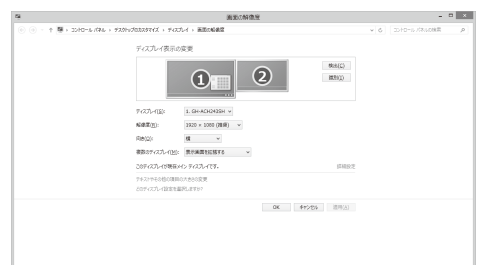 画面の解像度
コントロール パネル › デスクトップのカスタマイズ › ディスプレイ › 画面の解像度
コントロール パネルの検索
ディスプレイ表示の変更
1
2
検出(C)
識別(I)
ディスプレイ(S): 1. GH-ACH243SH
解像度(R): 1920 × 1080 (推奨)
向き(O): 横
複数のディスプレイ(M): 表示画面を拡張する
このディスプレイが現在メイン ディスプレイです。
詳細設定
テキストやその他の項目の大きさの変更
どのディスプレイ設定を選択しますか?
OK キャンセル 適用(A)